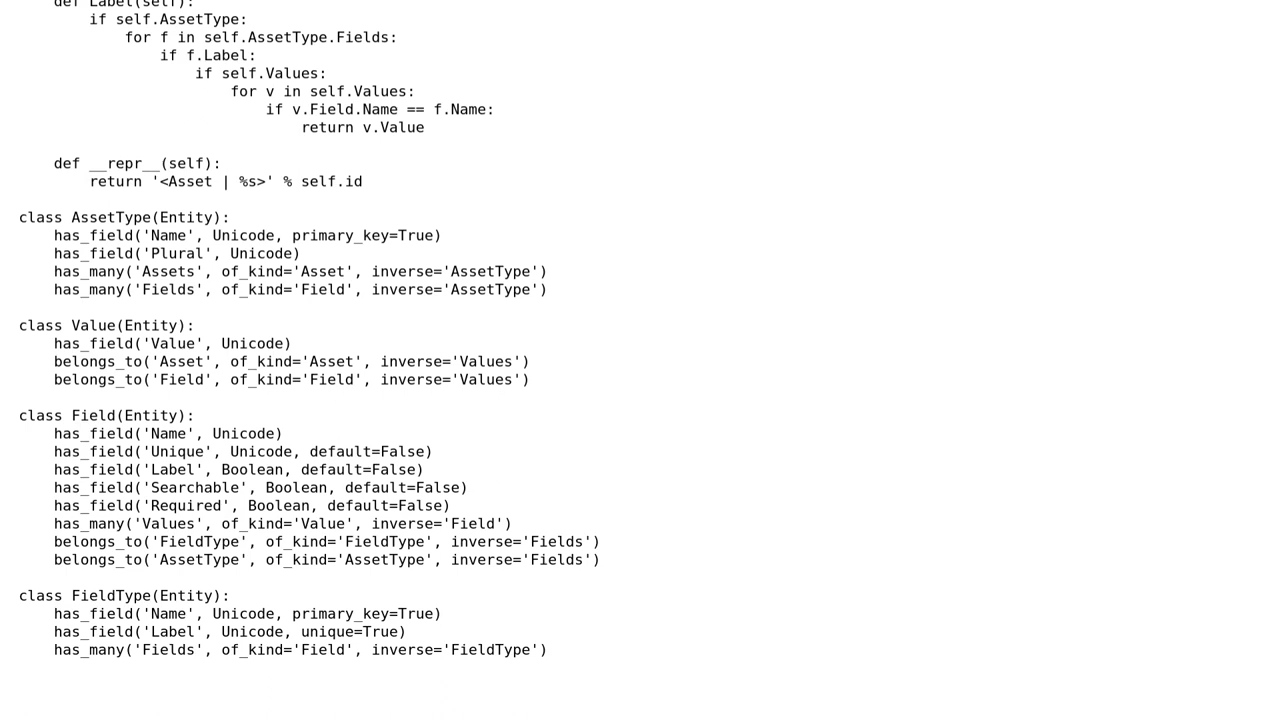 def Label(self):
        if self.AssetType:
            for f in self.AssetType.Fields:
                if f.Label:
                    if self.Values:
                        for v in self.Values:
                            if v.Field.Name == f.Name:
                                return v.Value

    def __repr__(self):
        return '<Asset | %s>' % self.id

class AssetType(Entity):
    has_field('Name', Unicode, primary_key=True)
    has_field('Plural', Unicode)
    has_many('Assets', of_kind='Asset', inverse='AssetType')
    has_many('Fields', of_kind='Field', inverse='AssetType')

class Value(Entity):
    has_field('Value', Unicode)
    belongs_to('Asset', of_kind='Asset', inverse='Values')
    belongs_to('Field', of_kind='Field', inverse='Values')

class Field(Entity):
    has_field('Name', Unicode)
    has_field('Unique', Unicode, default=False)
    has_field('Label', Boolean, default=False)
    has_field('Searchable', Boolean, default=False)
    has_field('Required', Boolean, default=False)
    has_many('Values', of_kind='Value', inverse='Field')
    belongs_to('FieldType', of_kind='FieldType', inverse='Fields')
    belongs_to('AssetType', of_kind='AssetType', inverse='Fields')

class FieldType(Entity):
    has_field('Name', Unicode, primary_key=True)
    has_field('Label', Unicode, unique=True)
    has_many('Fields', of_kind='Field', inverse='FieldType')